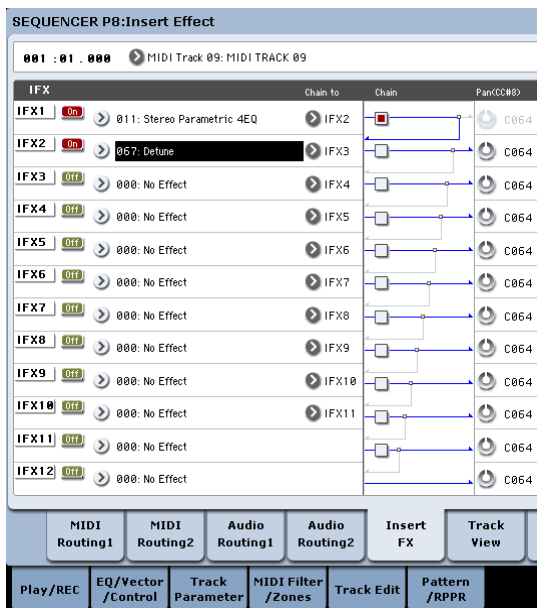 SEQUENCER P8:Insert Effect
001 :01 . 000 MIDI Track 09: MIDI TRACK 09
IFX Chain to Chain Pan(CC#8)
IFX1 On 011: Stereo Parametric 4EQ IFX2 C064
IFX2 On 067: Detune IFX3 C064
IFX3 Off 000: No Effect IFX4 C064
IFX4 Off 000: No Effect IFX5 C064
IFX5 Off 000: No Effect IFX6 C064
IFX6 Off 000: No Effect IFX7 C064
IFX7 Off 000: No Effect IFX8 C064
IFX8 Off 000: No Effect IFX9 C064
IFX9 Off 000: No Effect IFX10 C064
IFX10 Off 000: No Effect IFX11 C064
IFX11 Off 000: No Effect C064
IFX12 Off 000: No Effect C064
MIDI Routing1 MIDI Routing2 Audio Routing1 Audio Routing2 Insert FX Track View
Play/REC EQ/Vector /Control Track Parameter MIDI Filter /Zones Track Edit Pattern /RPPR